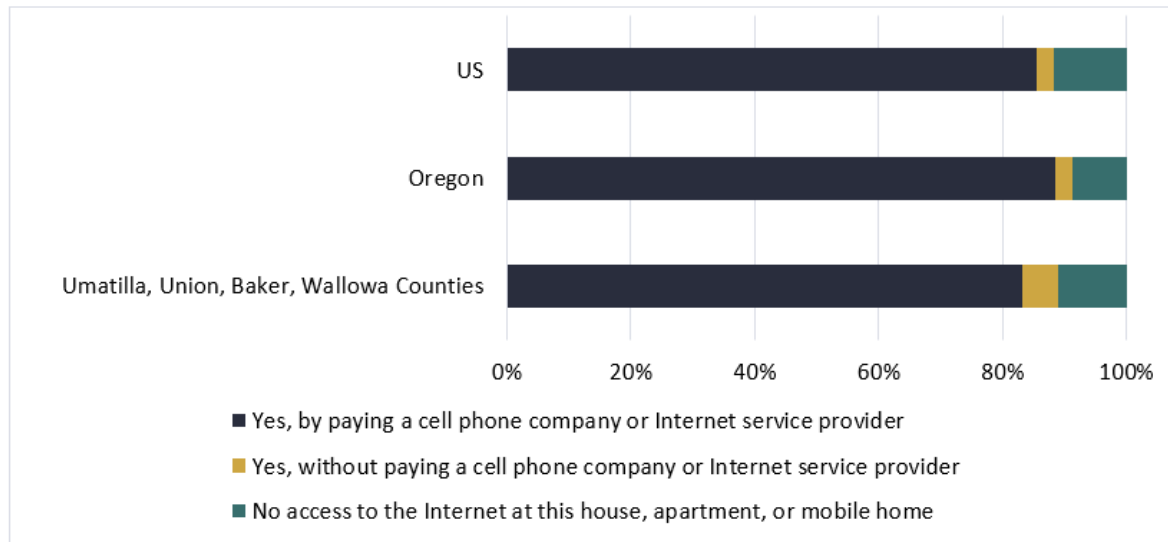 US
Oregon
Umatilla, Union, Baker, Wallowa Counties
0% 20% 40% 60% 80% 100%
Yes, by paying a cell phone company or Internet service provider
Yes, without paying a cell phone company or Internet service provider
No access to the Internet at this house, apartment, or mobile home